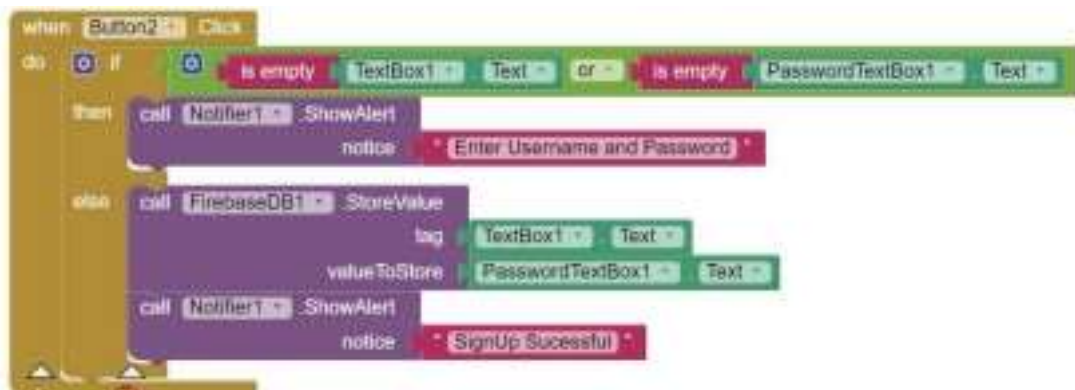 when Button2 Click
do if is empty TextBox1 . Text or is empty PasswordTextBox1 . Text
then call Notifier1 .ShowAlert
notice " Enter Username and Password "
else call FirebaseDB1 .StoreValue
tag TextBox1 . Text
valueToStore PasswordTextBox1 . Text
call Notifier1 .ShowAlert
notice " SignUp Sucessful "